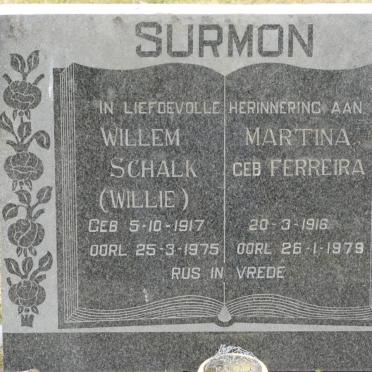 SURMON
IN LIEFDEVOLLE HERINNERING AAN
WILLEM
SCHALK
(WILLIE)
GEB 5-10-1917
OORL 25-3-1975
MARTINA
GEB FERREIRA
20-3-1916
OORL 26-1-1979
RUS IN VREDE